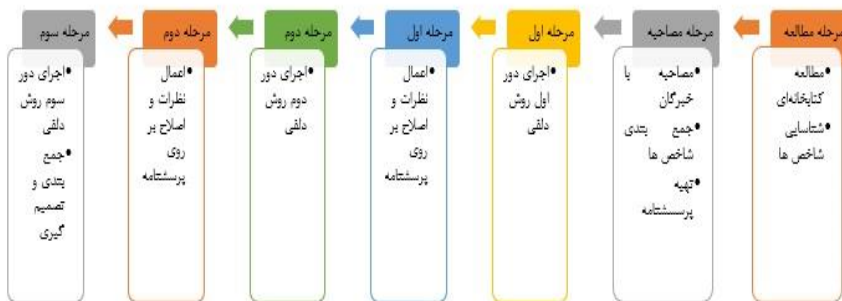 مرحله مطالعه
•مطالعه
کتابخانه‌ای
•شناسایی
شاخص ها
مرحله مصاحبه
•مصاحبه با
خبرگان
•جمع بندی
شاخص ها
•تهیه
پرسسشنامه
مرحله اول
•اجرای دور
اول روش
دلفی
مرحله اول
•اعمال
نظرات و
اصلاح بر
روی
پرسشنامه
مرحله دوم
•اجرای دور
دوم روش
دلفی
مرحله دوم
•اعمال
نظرات و
اصلاح بر
روی
پرسشنامه
مرحله سوم
•اجرای دور
سوم روش
دلفی
•جمع
بندی و
تصمیم
گیری